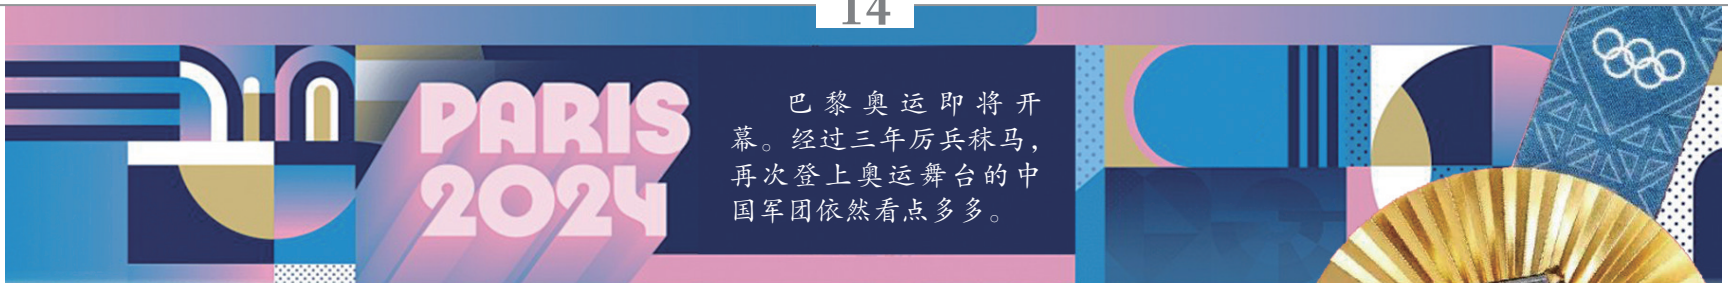 14
PARIS
2024
巴黎奥运即将开
幕。经过三年厉兵秣马，
再次登上奥运舞台的中
国军团依然看点多多。